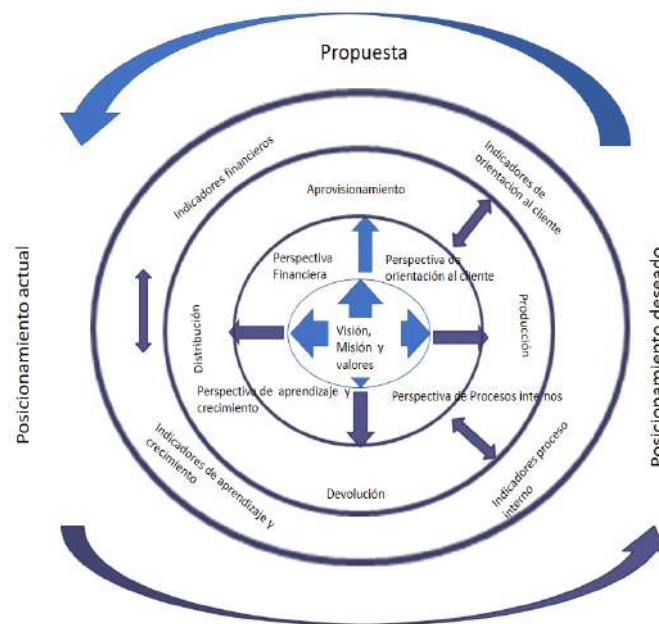 Propuesta
Indicadores financieros
Indicadores de
orientación al cliente
Aprovisionamiento
Perspectiva
Financiera
Perspectiva de
orientación al cliente
Posicionamiento actual
Distribución
Visión,
Misión y
valores
Producción
Posicionamiento deseado
Perspectiva de aprendizaje y
crecimiento
Perspectiva de Procesos internos
Indicadores de aprendizaje y
crecimiento
Devolución
Indicadores proceso
interno